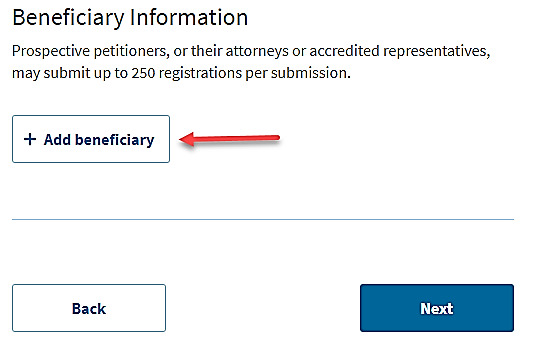 Beneficiary Information
Prospective petitioners, or their attorneys or accredited representatives,
may submit up to 250 registrations per submission.
+ Add beneficiary
Back
Next